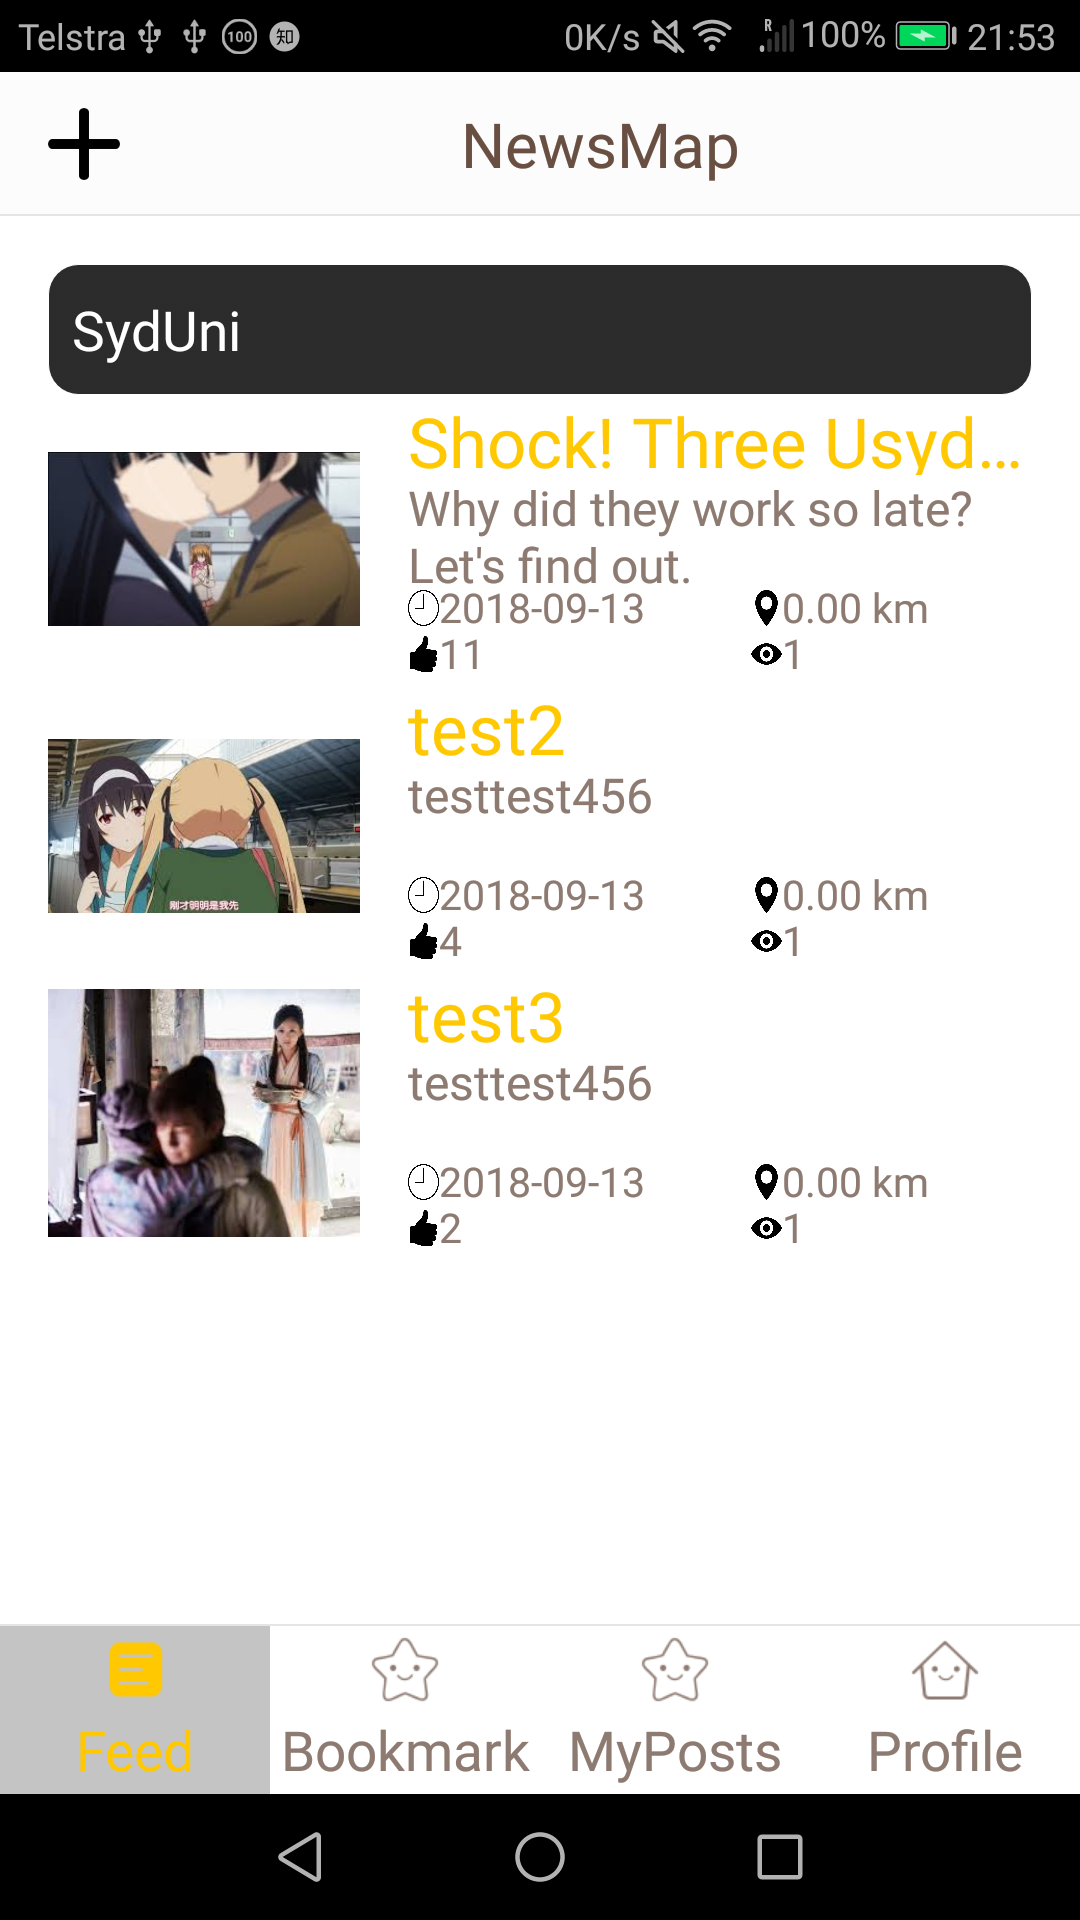 Telstra 100 知 0K/s R 100% 21:53
NewsMap
SydUni
Shock! Three Usyd...
Why did they work so late?
Let's find out.
2018-09-13 0.00 km
11 1
test2
testtest456
剛才明明是我先
2018-09-13 0.00 km
4 1
test3
testtest456
2018-09-13 0.00 km
2 1
Feed Bookmark MyPosts Profile